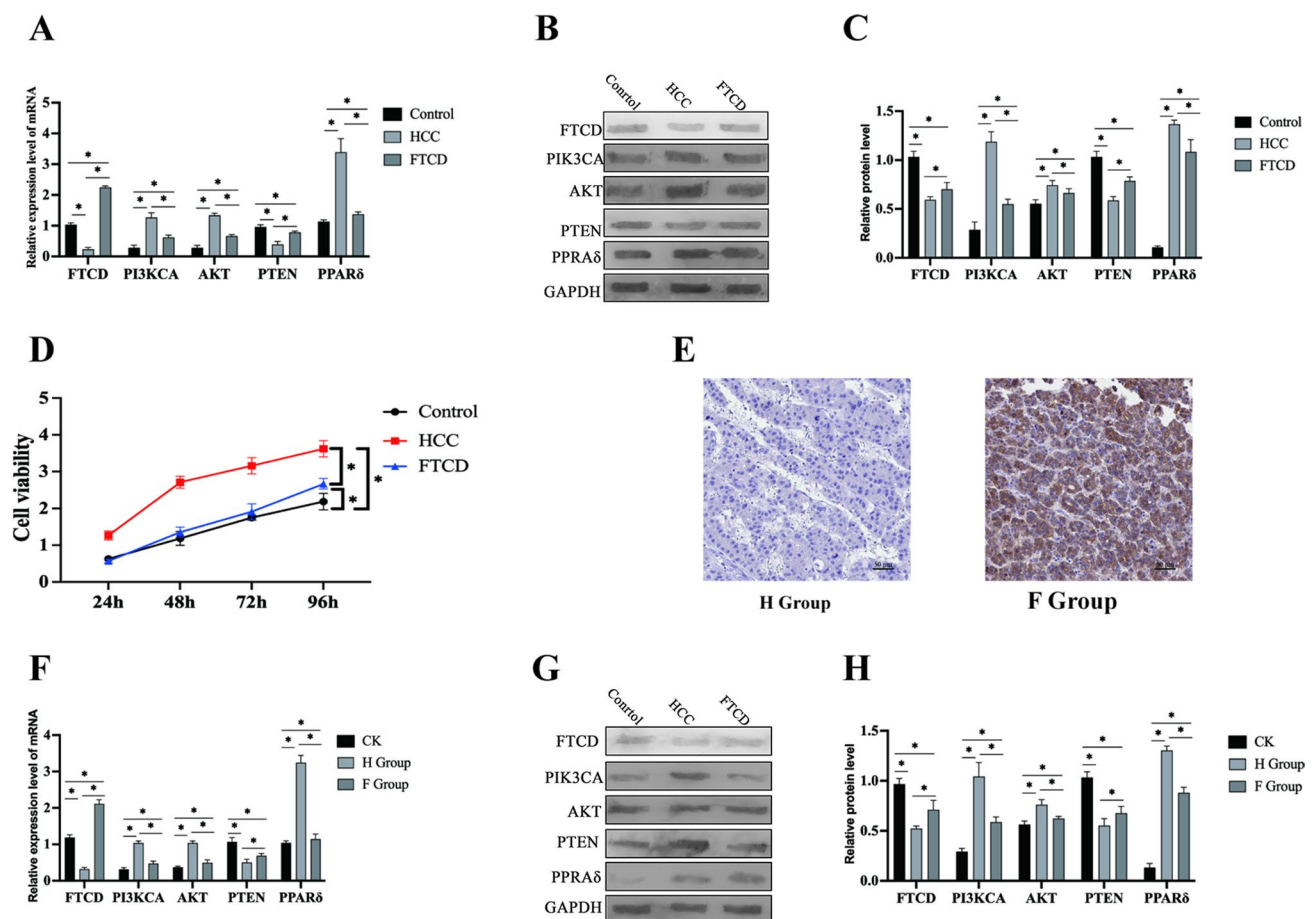 A
Relative expression level of mRNA
5
4
3
2
1
0
* * * * * * * * * * * * * * *
FTCD PI3KCA AKT PTEN PPARδ
Control
HCC
FTCD
B
Conrtol HCC FTCD
FTCD
PIK3CA
AKT
PTEN
PPRAδ
GAPDH
C
Relative protein level
1.5
1.0
0.5
0.0
* * * * * * * * * * * * * * *
FTCD PI3KCA AKT PTEN PPARδ
Control
HCC
FTCD
D
Cell viability
5
4
3
2
1
0
24h 48h 72h 96h
* * *
Control
HCC
FTCD
E
50 μm
H Group
50 μm
F Group
F
Relative expression level of mRNA
4
3
2
1
0
* * * * * * * * * * * * * * *
FTCD PI3KCA AKT PTEN PPARδ
CK
H Group
F Group
G
Conrtol HCC FTCD
FTCD
PIK3CA
AKT
PTEN
PPRAδ
GAPDH
H
Relative protein level
1.5
1.0
0.5
0.0
* * * * * * * * * * * * * * *
FTCD PI3KCA AKT PTEN PPARδ
CK
H Group
F Group